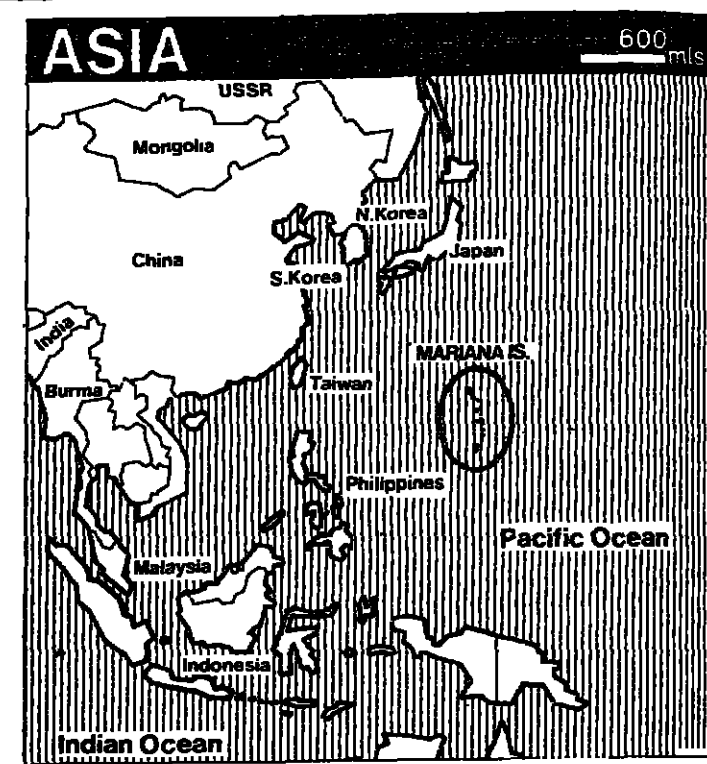 ASIA
600
mls
USSR
Mongolia
N.Korea
China
Japan
S.Korea
India
MARIANA IS.
Burma
Taiwan
Philippines
Pacific Ocean
Malaysia
Indonesia
Indian Ocean